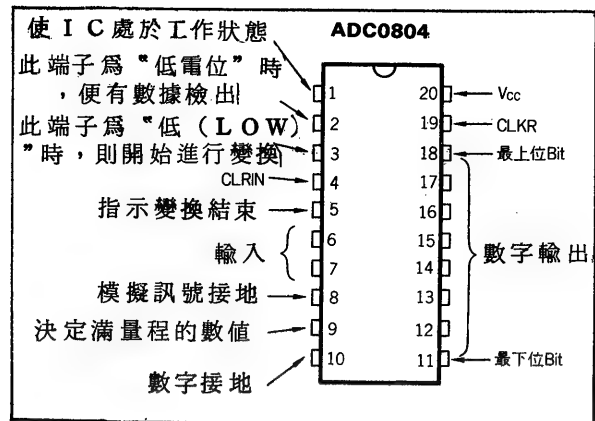 使IC處於工作狀態
ADC0804
此端子爲“低電位”時
，便有數據檢出
此端子爲“低（LOW）
”時，則開始進行變換
CLRIN
指示變換結束
輸入
模擬訊號接地
決定滿量程的數值
數字接地
1
2
3
4
5
6
7
8
9
10
20
19
18
17
16
15
14
13
12
11
Vcc
CLKR
最上位Bit
數字輸出
最下位Bit